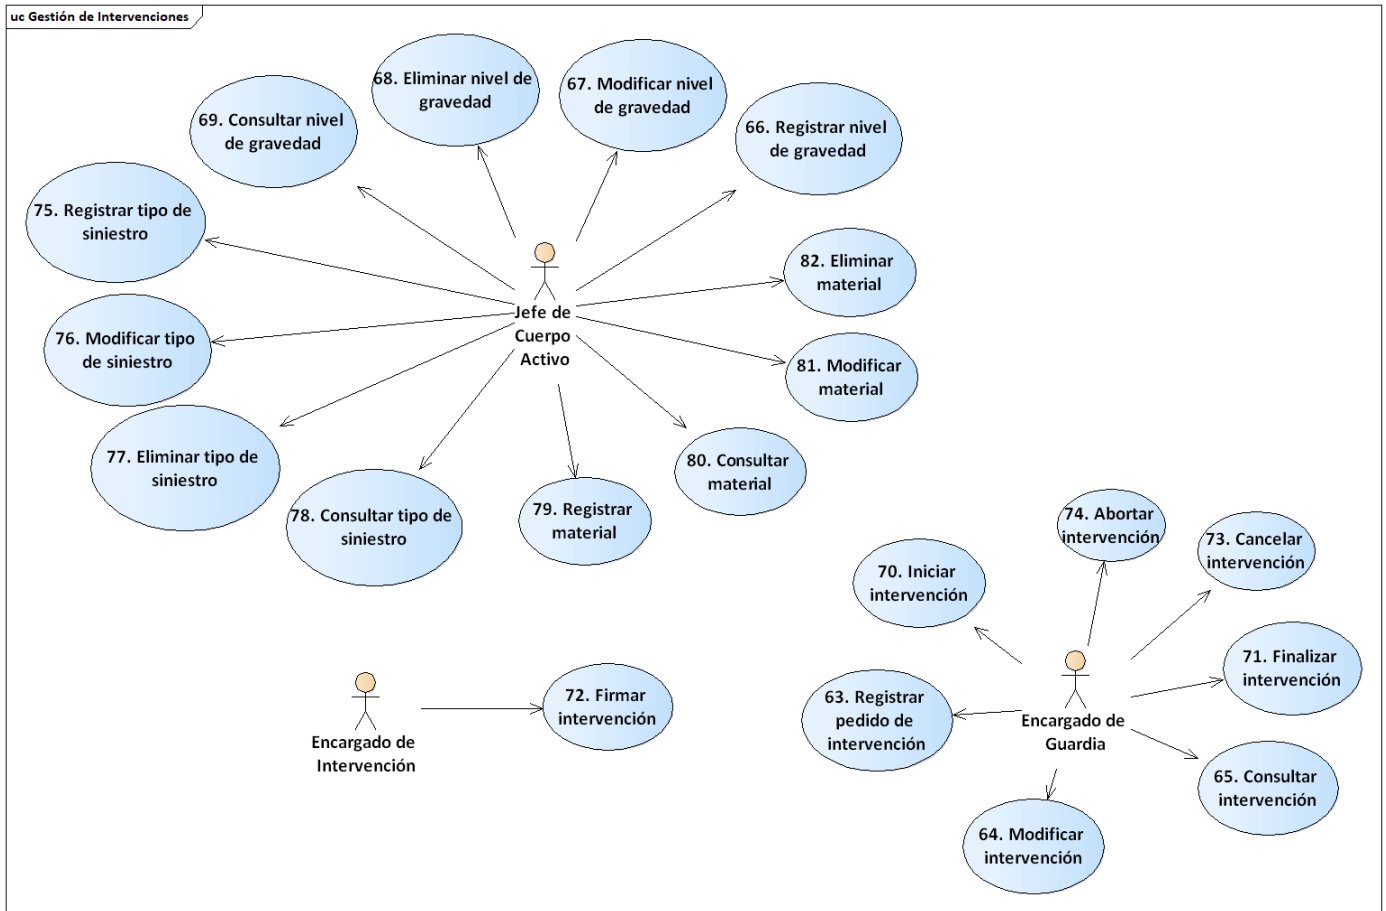 uc Gestión de Intervenciones
68. Eliminar nivel de
gravedad
67. Modificar nivel
de gravedad
69. Consultar nivel
de gravedad
66. Registrar nivel
de gravedad
75. Registrar tipo de
siniestro
82. Eliminar
material
Jefe de
Cuerpo
Activo
76. Modificar tipo
de siniestro
81. Modificar
material
77. Eliminar tipo de
siniestro
80. Consultar
material
78. Consultar tipo de
siniestro
79. Registrar
material
74. Abortar
intervención
73. Cancelar
intervención
70. Iniciar
intervención
71. Finalizar
intervención
72. Firmar
intervención
63. Registrar
pedido de
intervención
Encargado de
Guardia
Encargado de
Intervención
65. Consultar
intervención
64. Modificar
intervención